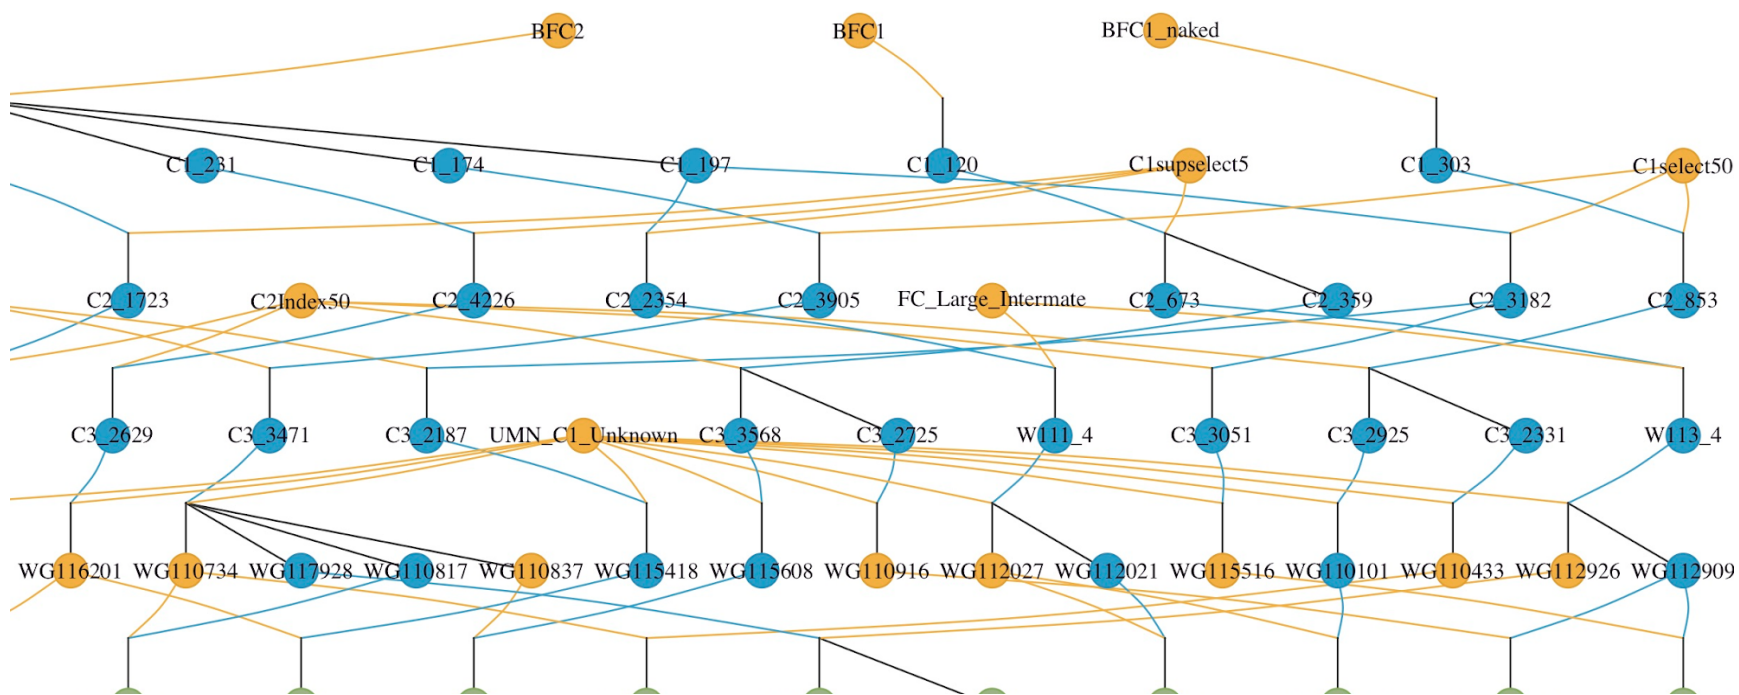 BFC2 BFC1 BFC1_naked
C1_231 C1_174 C1_197 C1_120 C1supselect5 C1_303 C1select50
C2_1723 C2Index50 C2_4226 C2_2354 C2_3905 FC_Large_Intermate C2_673 C2_359 C2_3182 C2_853
C3_2629 C3_3471 C3_2187 UMN_C1_Unknown C3_3568 C3_2725 W111_4 C3_3051 C3_2925 C3_2331 W113_4
WG116201 WG110734 WG117928 WG110817 WG110837 WG115418 WG115608 WG110916 WG112027 WG112021 WG115516 WG110101 WG110433 WG112926 WG112909